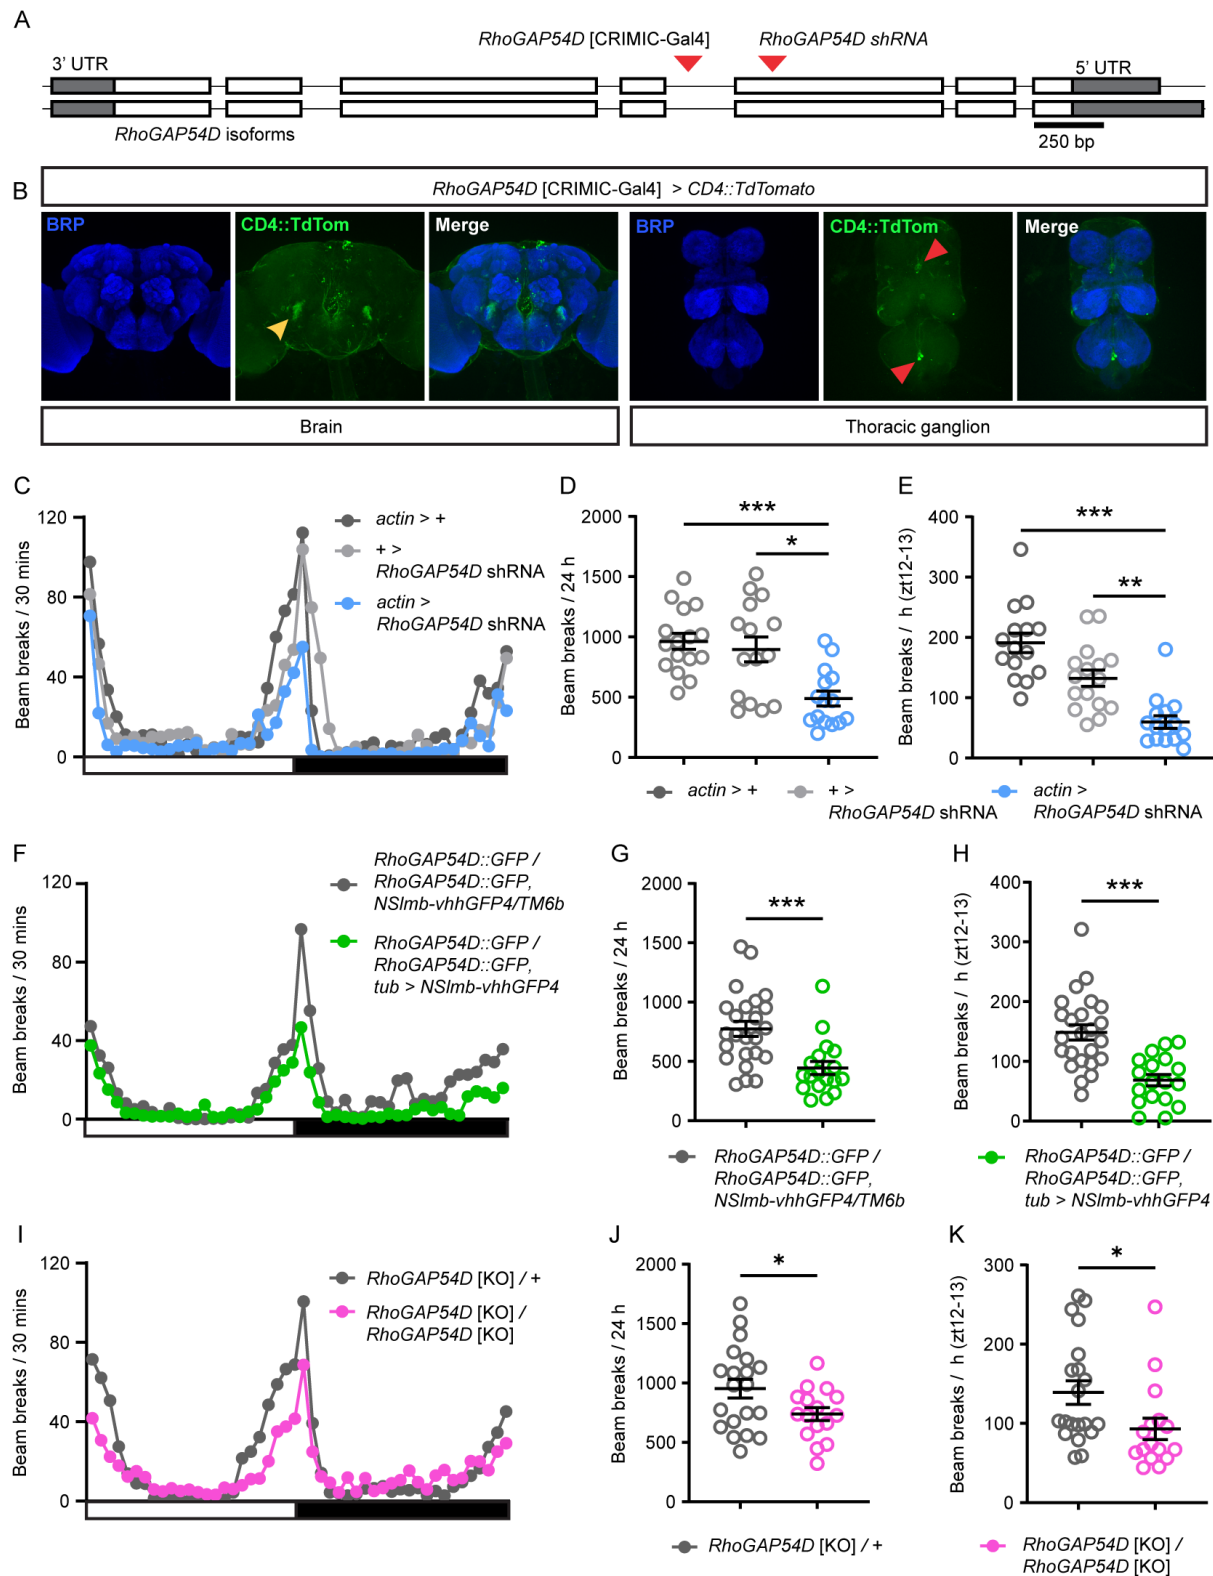 A
RhoGAP54D [CRIMIC-Gal4]
RhoGAP54D shRNA
3' UTR
5' UTR
RhoGAP54D isoforms
250 bp
B
RhoGAP54D [CRIMIC-Gal4] > CD4::TdTomato
BRP
CD4::TdTom
Merge
BRP
CD4::TdTom
Merge
Brain
Thoracic ganglion
C
120
80
40
0
Beam breaks / 30 mins
actin > +
+ >
RhoGAP54D shRNA
actin >
RhoGAP54D shRNA
D
2000
1500
1000
500
0
Beam breaks / 24 h
***
*
E
400
300
200
100
0
Beam breaks / h (zt12-13)
***
**
actin > +
+ >
RhoGAP54D shRNA
actin >
RhoGAP54D shRNA
F
120
80
40
0
Beam breaks / 30 mins
RhoGAP54D::GFP /
RhoGAP54D::GFP,
NSlmb-vhhGFP4/TM6b
RhoGAP54D::GFP /
RhoGAP54D::GFP,
tub > NSlmb-vhhGFP4
G
2000
1500
1000
500
0
Beam breaks / 24 h
***
H
400
300
200
100
0
Beam breaks / h (zt12-13)
***
RhoGAP54D::GFP /
RhoGAP54D::GFP,
NSlmb-vhhGFP4/TM6b
RhoGAP54D::GFP /
RhoGAP54D::GFP,
tub > NSlmb-vhhGFP4
I
120
80
40
0
Beam breaks / 30 mins
RhoGAP54D [KO] / +
RhoGAP54D [KO] /
RhoGAP54D [KO]
J
2000
1500
1000
500
0
Beam breaks / 24 h
*
K
300
200
100
0
Beam breaks / h (zt12-13)
*
RhoGAP54D [KO] / +
RhoGAP54D [KO] /
RhoGAP54D [KO]